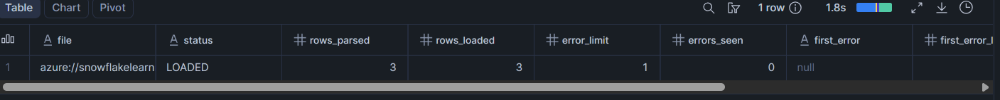 Table Chart Pivot 1 row 1.8s
file status rows_parsed rows_loaded error_limit errors_seen first_error first_error_l
1 azure://snowflakelearn LOADED 3 3 1 0 null